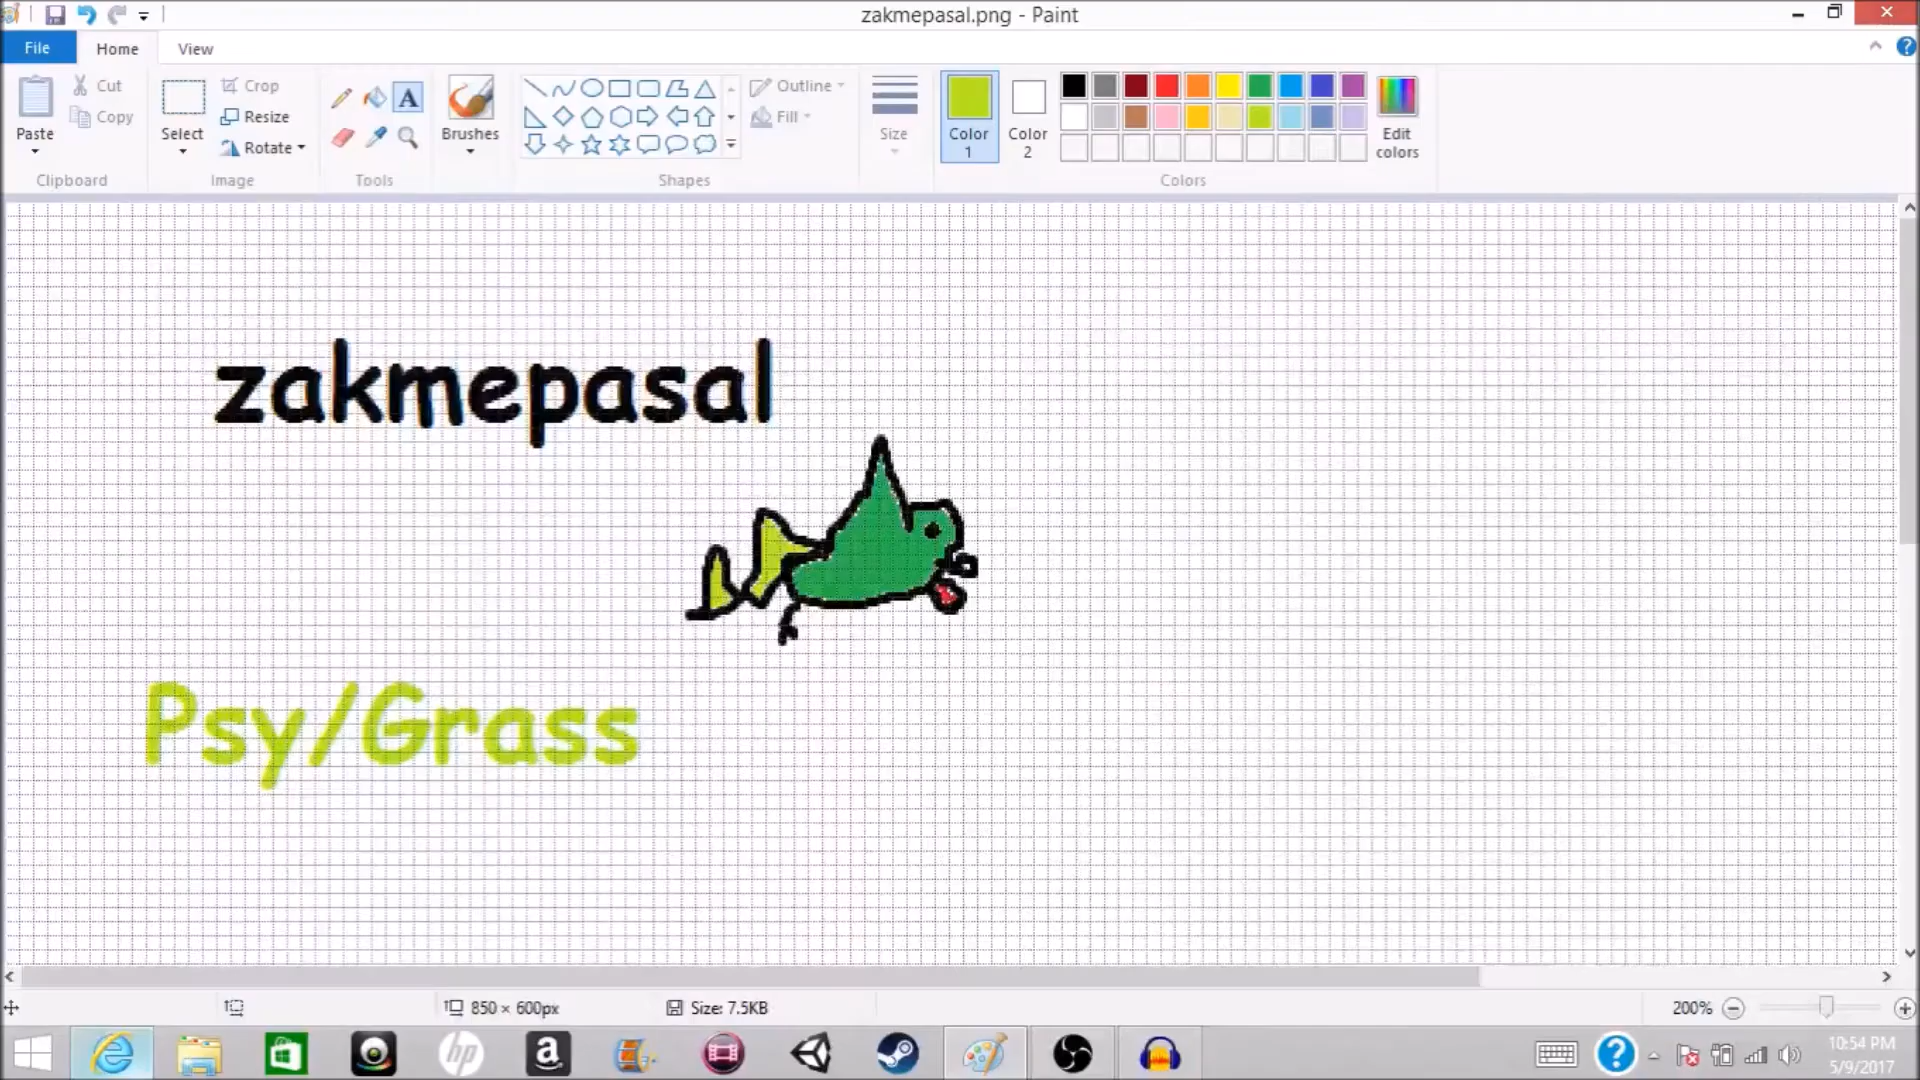 zakmepasal.png - Paint
File Home View
Paste Cut Copy Clipboard
Select Crop Resize Rotate Image
Tools
Brushes
Shapes
Outline Fill
Size
Color 1 Color 2 Edit colors Colors
zakmepasal
Psy/Grass
850 × 600px Size: 7.5KB 200%
hp a
10:54 PM
5/9/2017